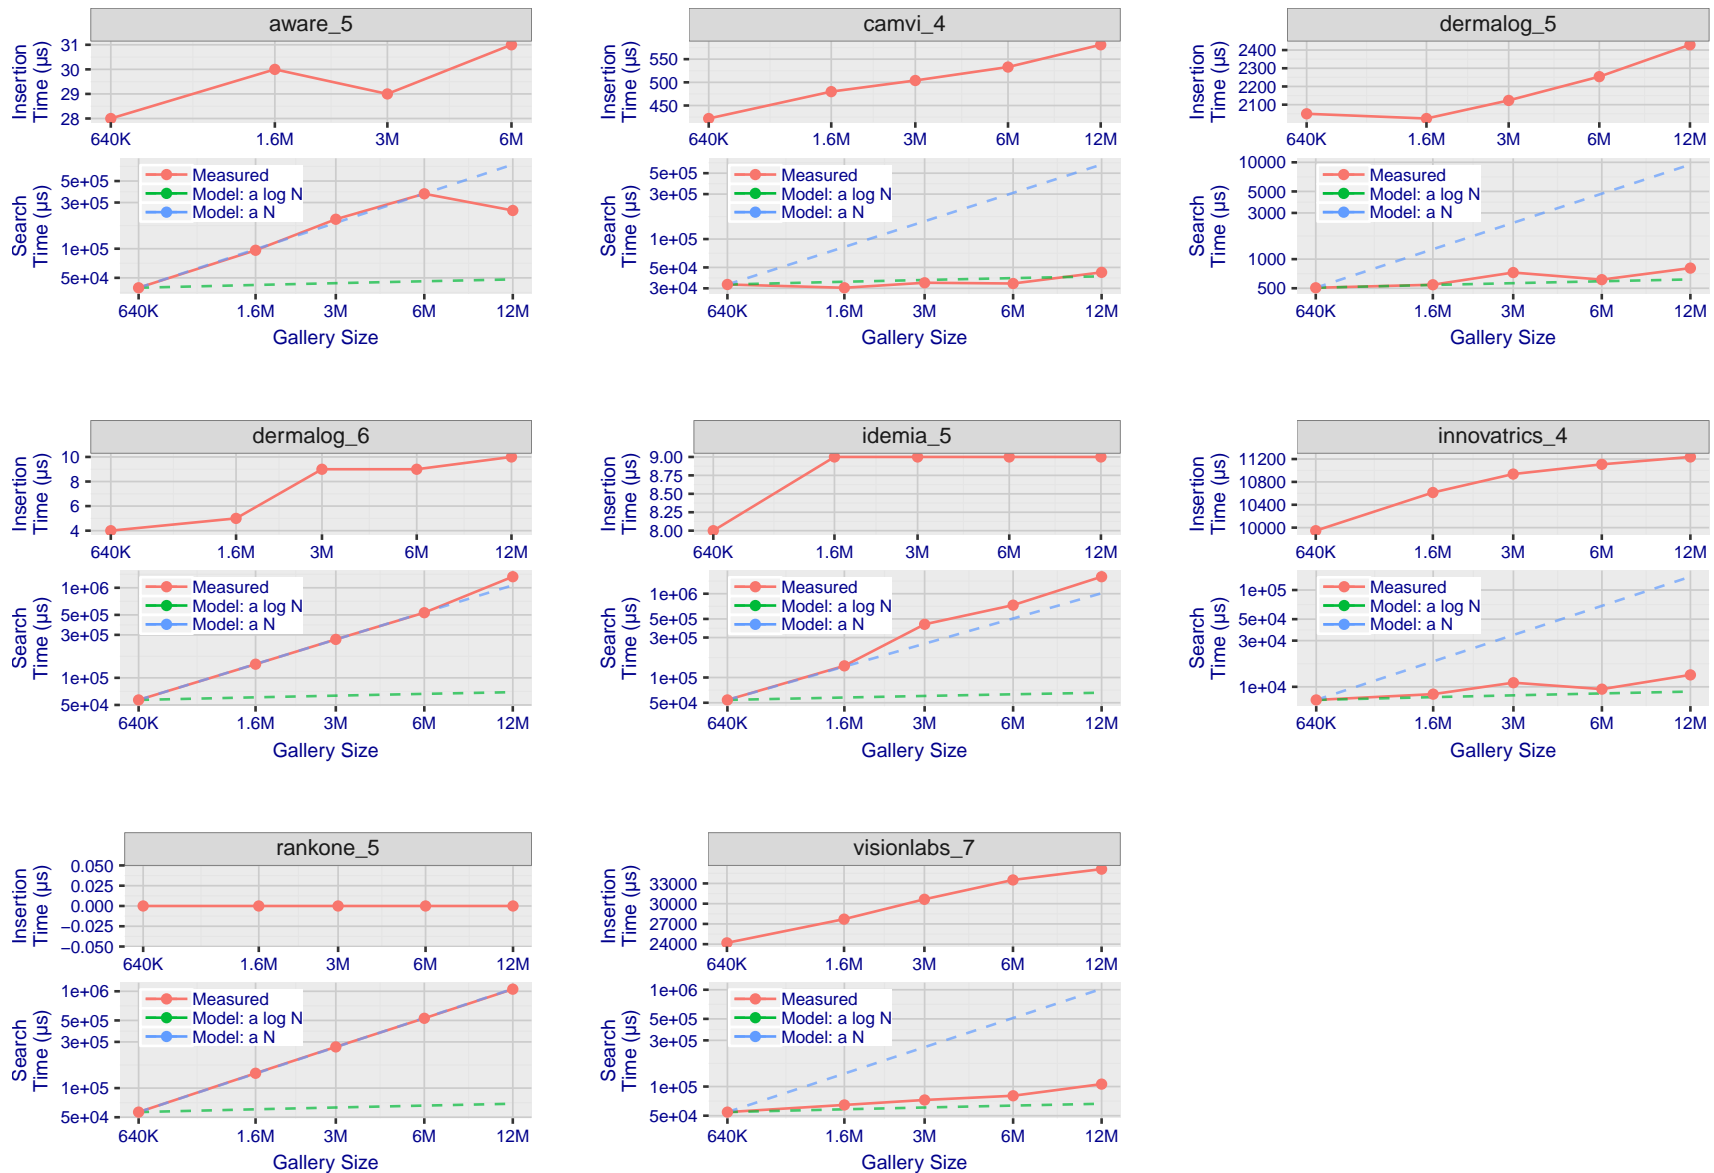 aware_5
Insertion
Time (µs)
31
30
29
28
640K
1.6M
3M
6M
Search
Time (µs)
5e+05
3e+05
1e+05
5e+04
Measured
Model: a log N
Model: a N
640K
1.6M
3M
6M
12M
Gallery Size
camvi_4
Insertion
Time (µs)
550
500
450
640K
1.6M
3M
6M
12M
Search
Time (µs)
5e+05
3e+05
1e+05
5e+04
3e+04
Measured
Model: a log N
Model: a N
640K
1.6M
3M
6M
12M
Gallery Size
dermalog_5
Insertion
Time (µs)
2400
2300
2200
2100
640K
1.6M
3M
6M
12M
Search
Time (µs)
10000
5000
3000
1000
500
Measured
Model: a log N
Model: a N
640K
1.6M
3M
6M
12M
Gallery Size
dermalog_6
Insertion
Time (µs)
10
8
6
4
640K
1.6M
3M
6M
12M
Search
Time (µs)
1e+06
5e+05
3e+05
1e+05
5e+04
Measured
Model: a log N
Model: a N
640K
1.6M
3M
6M
12M
Gallery Size
idemia_5
Insertion
Time (µs)
9.00
8.75
8.50
8.25
8.00
640K
1.6M
3M
6M
12M
Search
Time (µs)
1e+06
5e+05
3e+05
1e+05
5e+04
Measured
Model: a log N
Model: a N
640K
1.6M
3M
6M
12M
Gallery Size
innovatrics_4
Insertion
Time (µs)
11200
10800
10400
10000
640K
1.6M
3M
6M
12M
Search
Time (µs)
1e+05
5e+04
3e+04
1e+04
Measured
Model: a log N
Model: a N
640K
1.6M
3M
6M
12M
Gallery Size
rankone_5
Insertion
Time (µs)
0.050
0.025
0.000
−0.025
−0.050
640K
1.6M
3M
6M
12M
Search
Time (µs)
1e+06
5e+05
3e+05
1e+05
5e+04
Measured
Model: a log N
Model: a N
640K
1.6M
3M
6M
12M
Gallery Size
visionlabs_7
Insertion
Time (µs)
33000
30000
27000
24000
640K
1.6M
3M
6M
12M
Search
Time (µs)
1e+06
5e+05
3e+05
1e+05
5e+04
Measured
Model: a log N
Model: a N
640K
1.6M
3M
6M
12M
Gallery Size